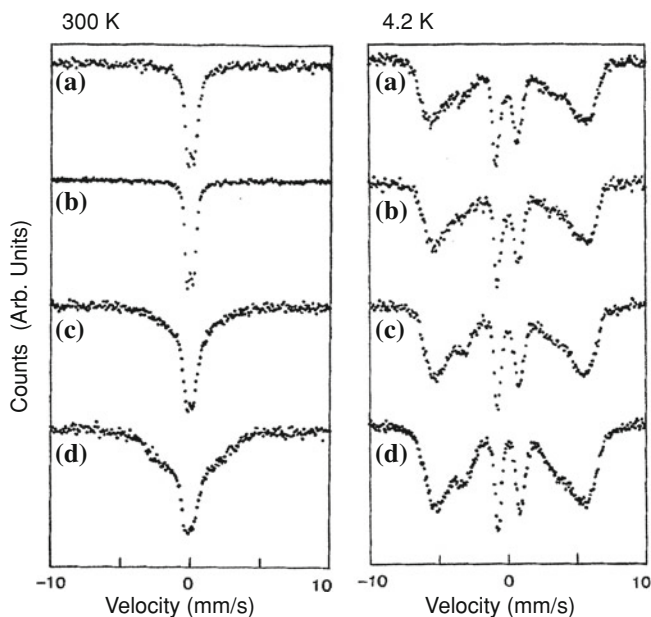 300 K
4.2 K
(a)
(b)
(c)
(d)
(a)
(b)
(c)
(d)
Counts (Arb. Units)
−10 0 10
−10 0 10
Velocity (mm/s)
Velocity (mm/s)